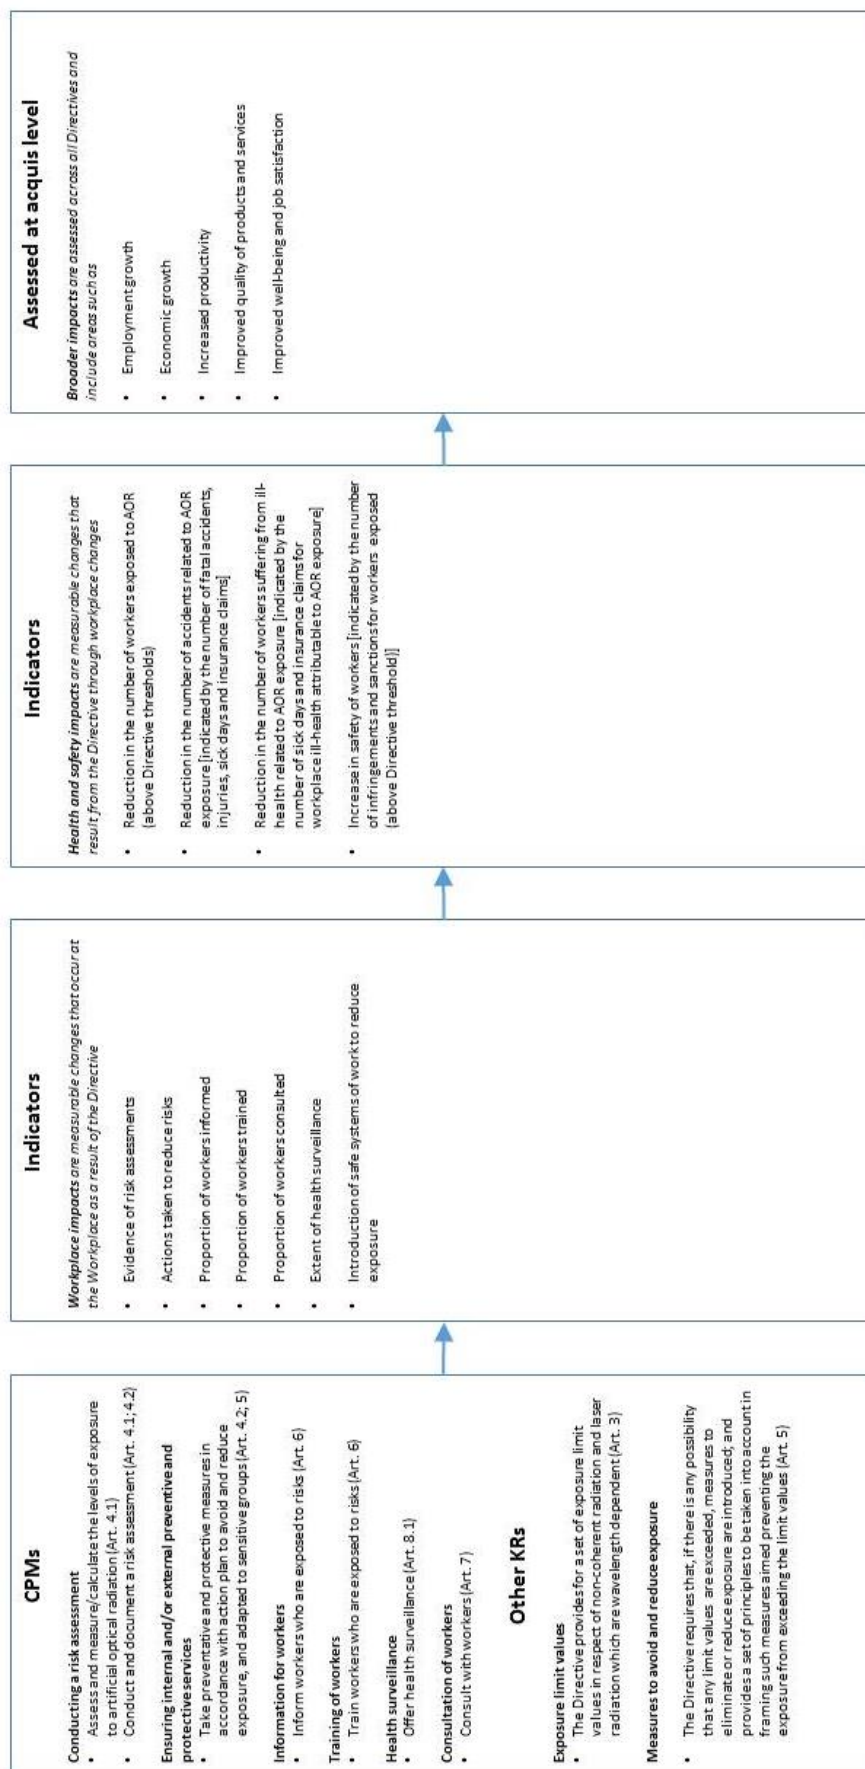 CPMs
Conducting a risk assessment
• Assess and measure/calculate the levels of exposure
to artificial optical radiation (Art. 4.1)
• Conduct and document a risk assessment (Art. 4.1; 4.2)
Ensuring internal and/or external preventive and
protective services
• Take preventative and protective measures in
accordance with action plan to avoid and reduce
exposure, and adapted to sensitive groups (Art. 4.2; 5)
Information for workers
• Inform workers who are exposed to risks (Art. 6)
Training of workers
• Train workers who are exposed to risks (Art. 6)
Health surveillance
• Offer health surveillance (Art. 8.1)
Consultation of workers
• Consult with workers (Art. 7)
Other KRs
Exposure limit values
• The Directive provides for a set of exposure limit
values in respect of non-coherent radiation and laser
radiation which are wavelength dependent (Art. 3)
Measures to avoid and reduce exposure
• The Directive requires that, if there is any possibility
that any limit values are exceeded, measures to
eliminate or reduce exposure are introduced; and
provides a set of principles to be taken into account in
framing such measures aimed preventing the
exposure from exceeding the limit values (Art. 5)
Indicators
Workplace impacts are measurable changes that occur at
the Workplace as a result of the Directive
• Evidence of risk assessments
• Actions taken to reduce risks
• Proportion of workers informed
• Proportion of workers trained
• Proportion of workers consulted
• Extent of health surveillance
• Introduction of safe systems of work to reduce
exposure
Indicators
Health and safety impacts are measurable changes that
result from the Directive through workplace changes
• Reduction in the number of workers exposed to AOR
(above Directive thresholds)
• Reduction in the number of accidents related to AOR
exposure [indicated by the number of fatal accidents,
injuries, sick days and insurance claims]
• Reduction in the number of workers suffering from ill-
health related to AOR exposure [indicated by the
number of sick days and insurance claims for
workplace ill-health attributable to AOR exposure]
• Increase in safety of workers [indicated by the number
of infringements and sanctions for workers exposed
(above Directive threshold)]
Assessed at acquis level
Broader impacts are assessed across all Directives and
include areas such as
• Employment growth
• Economic growth
• Increased productivity
• Improved quality of products and services
• Improved well-being and job satisfaction